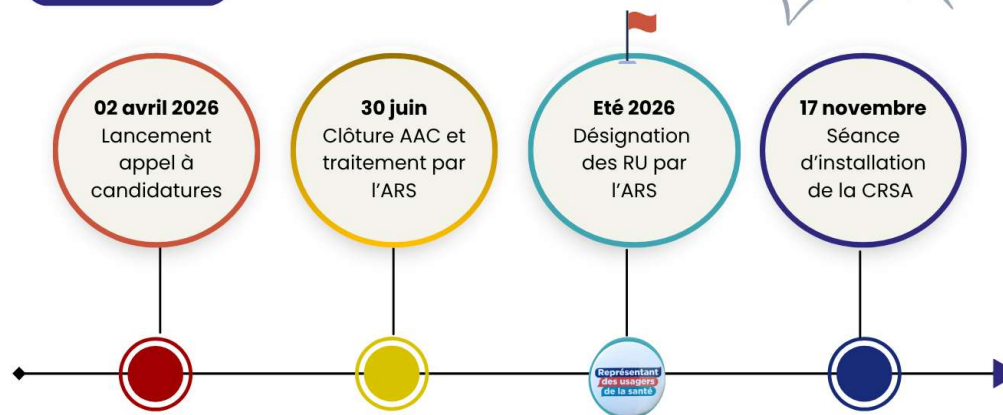 02 avril 2026
Lancement
appel à
candidatures
30 juin
Clôture AAC et
traitement par
l'ARS
Eté 2026
Désignation
des RU par
l'ARS
17 novembre
Séance
d'installation
de la CRSA
Représentant
des usagers
de la santé